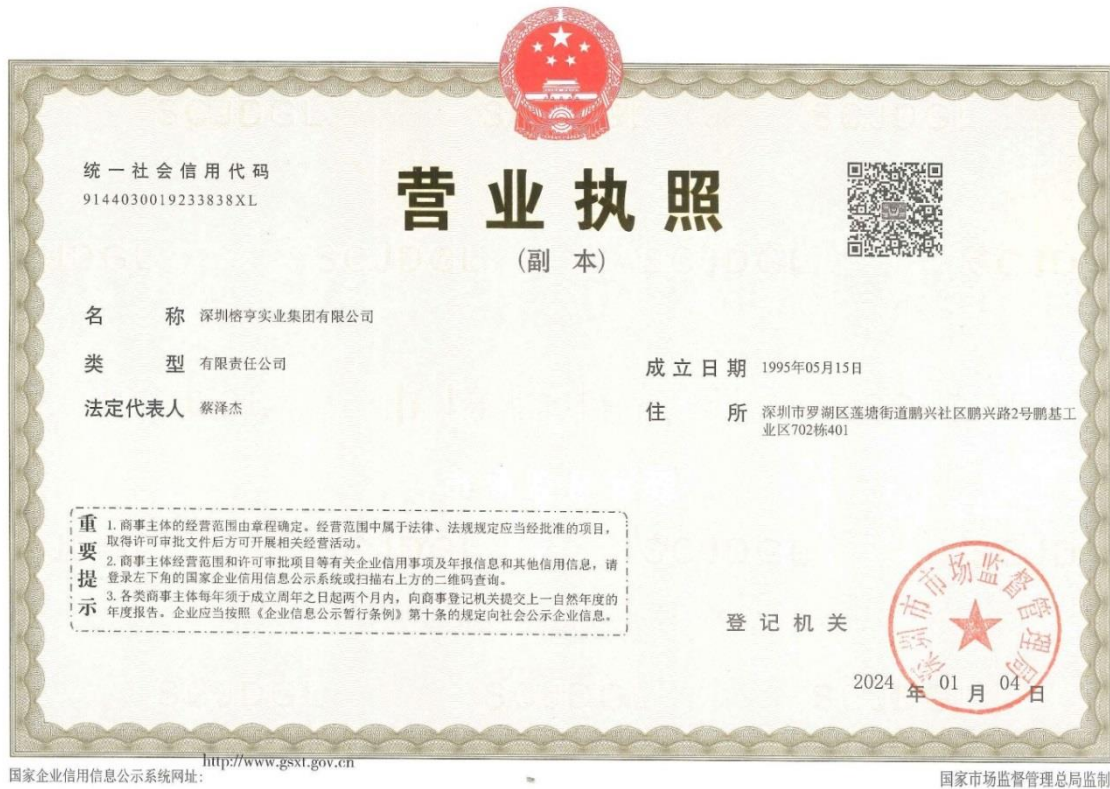 统一社会信用代码
9144030019233838XL
营业执照
(副 本)
名 称 深圳榕亨实业集团有限公司
类 型 有限责任公司
法定代表人 蔡泽杰
成立日期 1995年05月15日
住 所 深圳市罗湖区莲塘街道鹏兴社区鹏兴路2号鹏基工
业区702栋401
重要提示
1. 商事主体的经营范围由章程确定。经营范围中属于法律、法规规定应当经批准的项目，
取得许可审批文件后方可开展相关经营活动。
2. 商事主体经营范围和许可审批项目等有关企业信用事项及年报信息和其他信用信息，请
登录左下角的国家企业信用信息公示系统或扫描右上方的二维码查询。
3. 各类商事主体每年须于成立周年之日起两个月内，向商事登记机关提交上一自然年度的
年度报告。企业应当按照《企业信息公示暂行条例》第十条的规定向社会公示企业信息。
登记机关
深圳市市场监督管理局
2024 年 01 月 04 日
国家企业信用信息公示系统网址: http://www.gsxt.gov.cn
国家市场监督管理总局监制